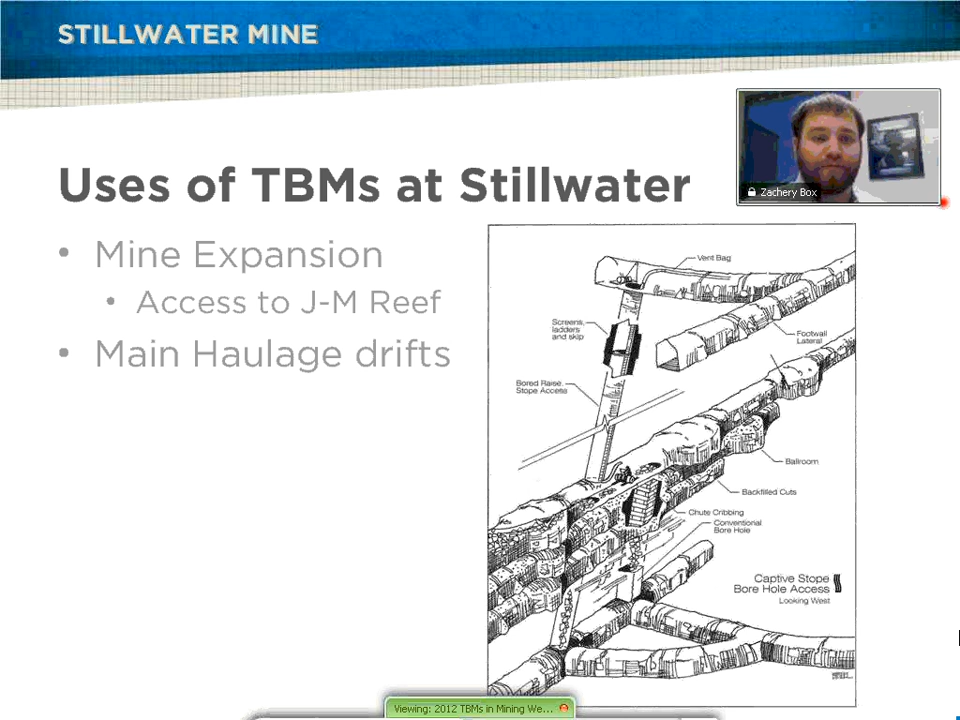 STILLWATER MINE
Zachery Box
Uses of TBMs at Stillwater
• Mine Expansion
• Access to J-M Reef
• Main Haulage drifts
Vent Bag
Screens,
ladders
and skip
Footwall
Lateral
Bored Raise,
Stope Access
Ballroom
Backfilled Cuts
Chute Cribbing
Conventional
Bore Hole
Captive Stope
Bore Hole Access
Looking West
Viewing: 2012 TBMs in Mining We...